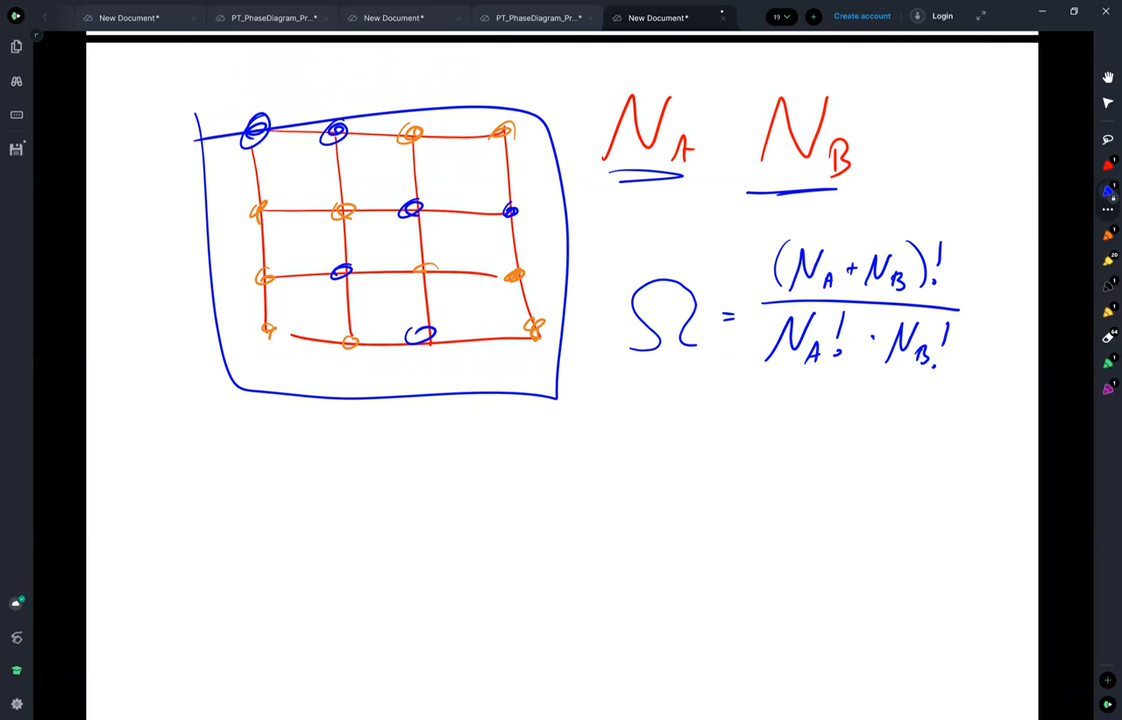 New Document*
PT_PhaseDiagram_Pr...*
New Document*
PT_PhaseDiagram_Pr...*
New Document*
19
Create account
Login
N_A N_B
Ω = (N_A + N_B)! / (N_A! · N_B!)